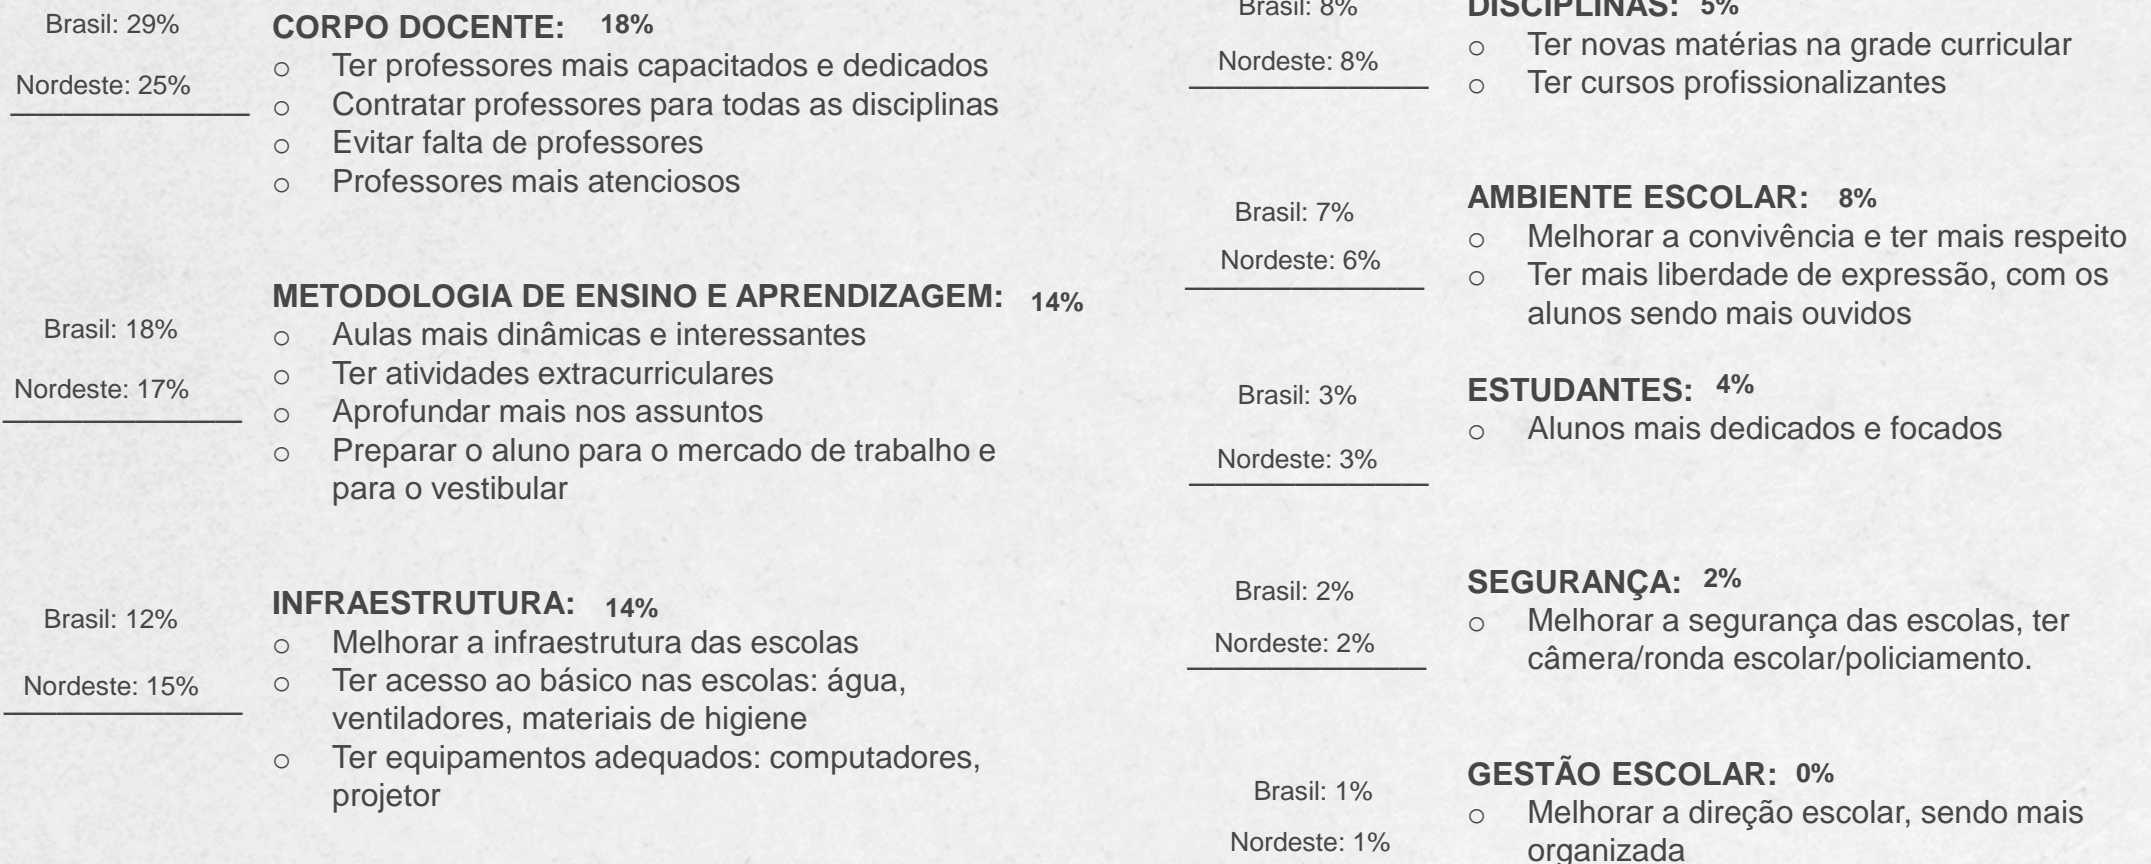 Brasil: 29%
CORPO DOCENTE: 18%
Nordeste: 25%
o Ter professores mais capacitados e dedicados
o Contratar professores para todas as disciplinas
o Evitar falta de professores
o Professores mais atenciosos
METODOLOGIA DE ENSINO E APRENDIZAGEM: 14%
Brasil: 18%
Nordeste: 17%
o Aulas mais dinâmicas e interessantes
o Ter atividades extracurriculares
o Aprofundar mais nos assuntos
o Preparar o aluno para o mercado de trabalho e
para o vestibular
INFRAESTRUTURA: 14%
Brasil: 12%
Nordeste: 15%
o Melhorar a infraestrutura das escolas
o Ter acesso ao básico nas escolas: água,
ventiladores, materiais de higiene
o Ter equipamentos adequados: computadores,
projetor
Brasil: 8%
DISCIPLINAS: 5%
Nordeste: 8%
o Ter novas matérias na grade curricular
o Ter cursos profissionalizantes
AMBIENTE ESCOLAR: 8%
Brasil: 7%
Nordeste: 6%
o Melhorar a convivência e ter mais respeito
o Ter mais liberdade de expressão, com os
alunos sendo mais ouvidos
ESTUDANTES: 4%
Brasil: 3%
Nordeste: 3%
o Alunos mais dedicados e focados
SEGURANÇA: 2%
Brasil: 2%
Nordeste: 2%
o Melhorar a segurança das escolas, ter
câmera/ronda escolar/policiamento.
GESTÃO ESCOLAR: 0%
Brasil: 1%
Nordeste: 1%
o Melhorar a direção escolar, sendo mais
organizada